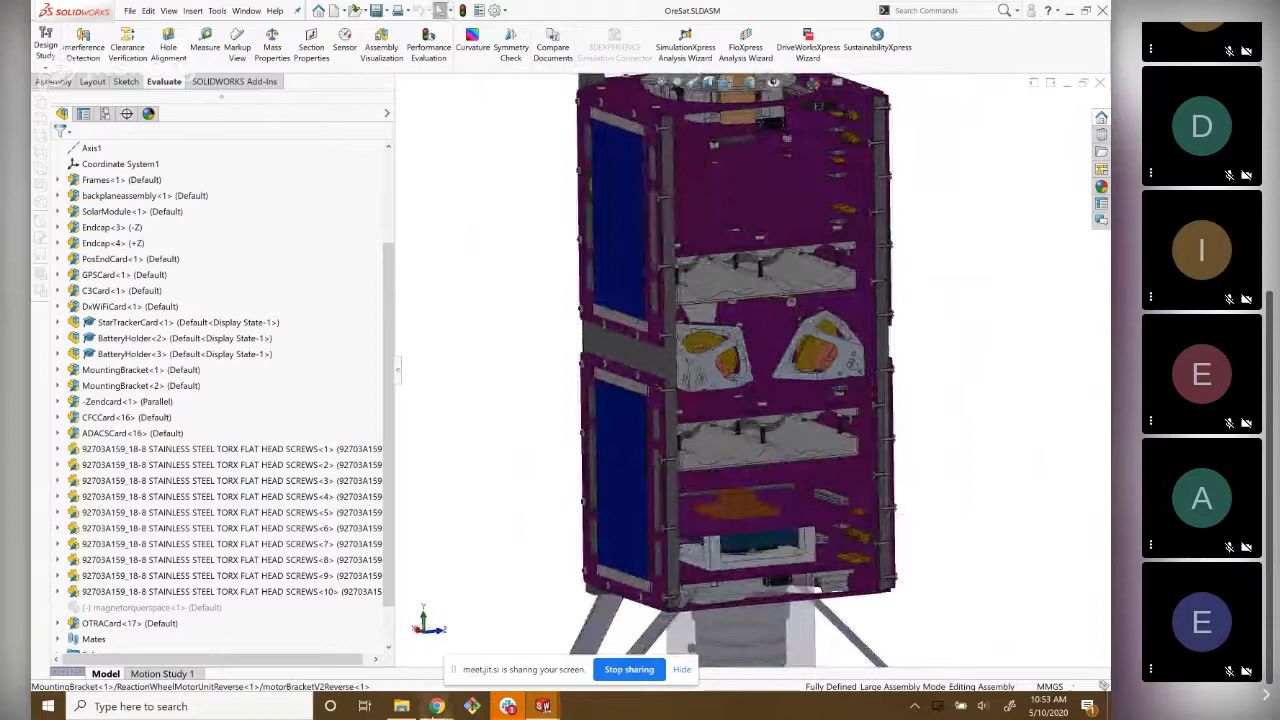 SOLIDWORKS File Edit View Insert Tools Window OreSat.SLDASM Search Commands
Design Study
Interference Detection
Clearance Verification
Hole Alignment
Measure
Markup
Mass Properties
Section Properties
Sensor
Assembly Visualization
Performance Evaluation
Curvature
Symmetry Check
Compare Documents
3DEXPERIENCE Simulation Connector
SimulationXpress Analysis Wizard
FloXpress Analysis Wizard
DriveWorksXpress Wizard
SustainabilityXpress
Assembly Layout Sketch Evaluate SOLIDWORKS Add-Ins
Axis1
Coordinate System1
Frames<1> (Default)
backplaneassembly<1> (Default)
SolarModule<1> (Default)
Endcap<3> (-Z)
Endcap<4> (+Z)
PosEndCard<1> (Default)
GPSCard<1> (Default)
C3Card<1> (Default)
DxWiFiCard<1> (Default)
StarTrackerCard<1> (Default<Display State-1>)
BatteryHolder<2> (Default<Display State-1>)
BatteryHolder<3> (Default<Display State-1>)
MountingBracket<1> (Default)
MountingBracket<2> (Default)
-Zendcard<1> (Parallel)
CFCCard<16> (Default)
ADACSCard<16> (Default)
92703A159_18-8 STAINLESS STEEL TORX FLAT HEAD SCREWS<1> (92703A159
92703A159_18-8 STAINLESS STEEL TORX FLAT HEAD SCREWS<2> (92703A159
92703A159_18-8 STAINLESS STEEL TORX FLAT HEAD SCREWS<3> (92703A159
92703A159_18-8 STAINLESS STEEL TORX FLAT HEAD SCREWS<4> (92703A159
92703A159_18-8 STAINLESS STEEL TORX FLAT HEAD SCREWS<5> (92703A159
92703A159_18-8 STAINLESS STEEL TORX FLAT HEAD SCREWS<6> (92703A159
92703A159_18-8 STAINLESS STEEL TORX FLAT HEAD SCREWS<7> (92703A159
92703A159_18-8 STAINLESS STEEL TORX FLAT HEAD SCREWS<8> (92703A159
92703A159_18-8 STAINLESS STEEL TORX FLAT HEAD SCREWS<9> (92703A159
92703A159_18-8 STAINLESS STEEL TORX FLAT HEAD SCREWS<10> (92703A159
(-) magnetorquerspace<1> (Default)
OTRACard<17> (Default)
Mates
Y
X
Z
Model Motion Study 1
meet.jit.si is sharing your screen. Stop sharing Hide
MountingBracket<1>/ReactionWheelMotorUnitReverse<1>/motorBracketV2Reverse<1> Fully Defined Large Assembly Mode Editing Assembly MMGS
Type here to search
10:53 AM
5/10/2020
D
I
E
A
E